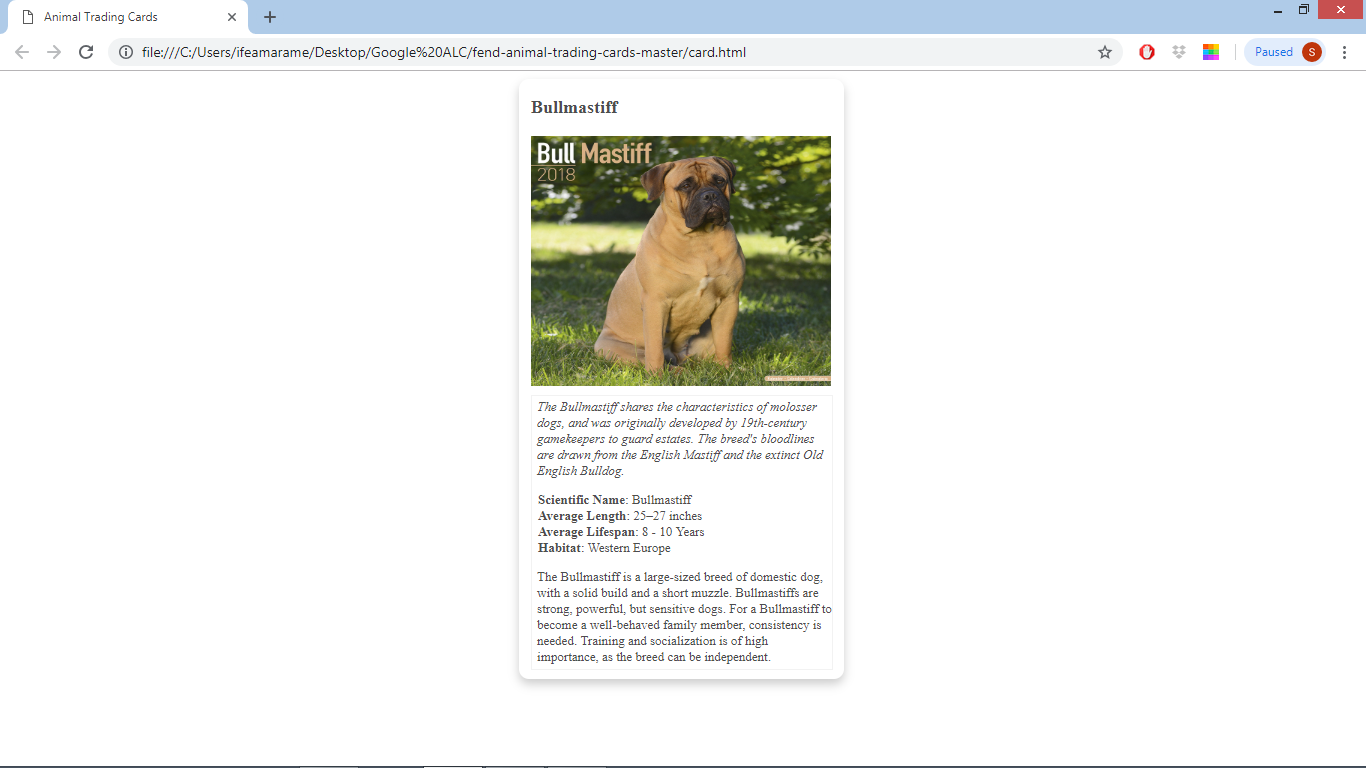 Animal Trading Cards
file:///C:/Users/ifeamarame/Desktop/Google%20ALC/fend-animal-trading-cards-master/card.html
Paused
S
Bullmastiff
Bull Mastiff
2018
The Bullmastiff shares the characteristics of molosser
dogs, and was originally developed by 19th-century
gamekeepers to guard estates. The breed's bloodlines
are drawn from the English Mastiff and the extinct Old
English Bulldog.
Scientific Name: Bullmastiff
Average Length: 25–27 inches
Average Lifespan: 8 - 10 Years
Habitat: Western Europe
The Bullmastiff is a large-sized breed of domestic dog,
with a solid build and a short muzzle. Bullmastiffs are
strong, powerful, but sensitive dogs. For a Bullmastiff to
become a well-behaved family member, consistency is
needed. Training and socialization is of high
importance, as the breed can be independent.